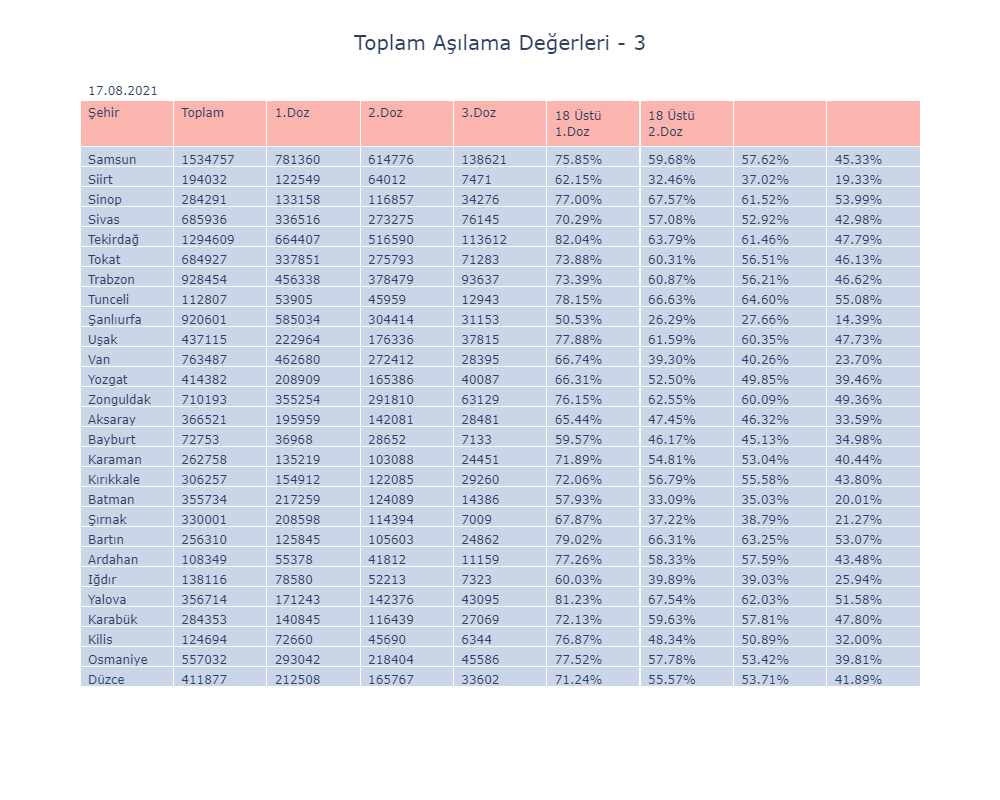 Toplam Aşılama Değerleri - 3
17.08.2021
Şehir Toplam 1.Doz 2.Doz 3.Doz 18 Üstü 1.Doz 18 Üstü 2.Doz
Samsun 1534757 781360 614776 138621 75.85% 59.68% 57.62% 45.33%
Siirt 194032 122549 64012 7471 62.15% 32.46% 37.02% 19.33%
Sinop 284291 133158 116857 34276 77.00% 67.57% 61.52% 53.99%
Sivas 685936 336516 273275 76145 70.29% 57.08% 52.92% 42.98%
Tekirdağ 1294609 664407 516590 113612 82.04% 63.79% 61.46% 47.79%
Tokat 684927 337851 275793 71283 73.88% 60.31% 56.51% 46.13%
Trabzon 928454 456338 378479 93637 73.39% 60.87% 56.21% 46.62%
Tunceli 112807 53905 45959 12943 78.15% 66.63% 64.60% 55.08%
Şanlıurfa 920601 585034 304414 31153 50.53% 26.29% 27.66% 14.39%
Uşak 437115 222964 176336 37815 77.88% 61.59% 60.35% 47.73%
Van 763487 462680 272412 28395 66.74% 39.30% 40.26% 23.70%
Yozgat 414382 208909 165386 40087 66.31% 52.50% 49.85% 39.46%
Zonguldak 710193 355254 291810 63129 76.15% 62.55% 60.09% 49.36%
Aksaray 366521 195959 142081 28481 65.44% 47.45% 46.32% 33.59%
Bayburt 72753 36968 28652 7133 59.57% 46.17% 45.13% 34.98%
Karaman 262758 135219 103088 24451 71.89% 54.81% 53.04% 40.44%
Kırıkkale 306257 154912 122085 29260 72.06% 56.79% 55.58% 43.80%
Batman 355734 217259 124089 14386 57.93% 33.09% 35.03% 20.01%
Şırnak 330001 208598 114394 7009 67.87% 37.22% 38.79% 21.27%
Bartın 256310 125845 105603 24862 79.02% 66.31% 63.25% 53.07%
Ardahan 108349 55378 41812 11159 77.26% 58.33% 57.59% 43.48%
Iğdır 138116 78580 52213 7323 60.03% 39.89% 39.03% 25.94%
Yalova 356714 171243 142376 43095 81.23% 67.54% 62.03% 51.58%
Karabük 284353 140845 116439 27069 72.13% 59.63% 57.81% 47.80%
Kilis 124694 72660 45690 6344 76.87% 48.34% 50.89% 32.00%
Osmaniye 557032 293042 218404 45586 77.52% 57.78% 53.42% 39.81%
Düzce 411877 212508 165767 33602 71.24% 55.57% 53.71% 41.89%